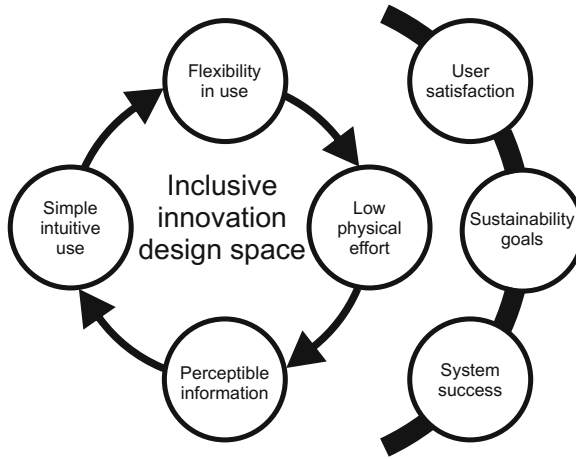 Flexibility
in use
User
satisfaction
Simple
intuitive
use
Inclusive
innovation
design space
Low
physical
effort
Sustainability
goals
Perceptible
information
System
success